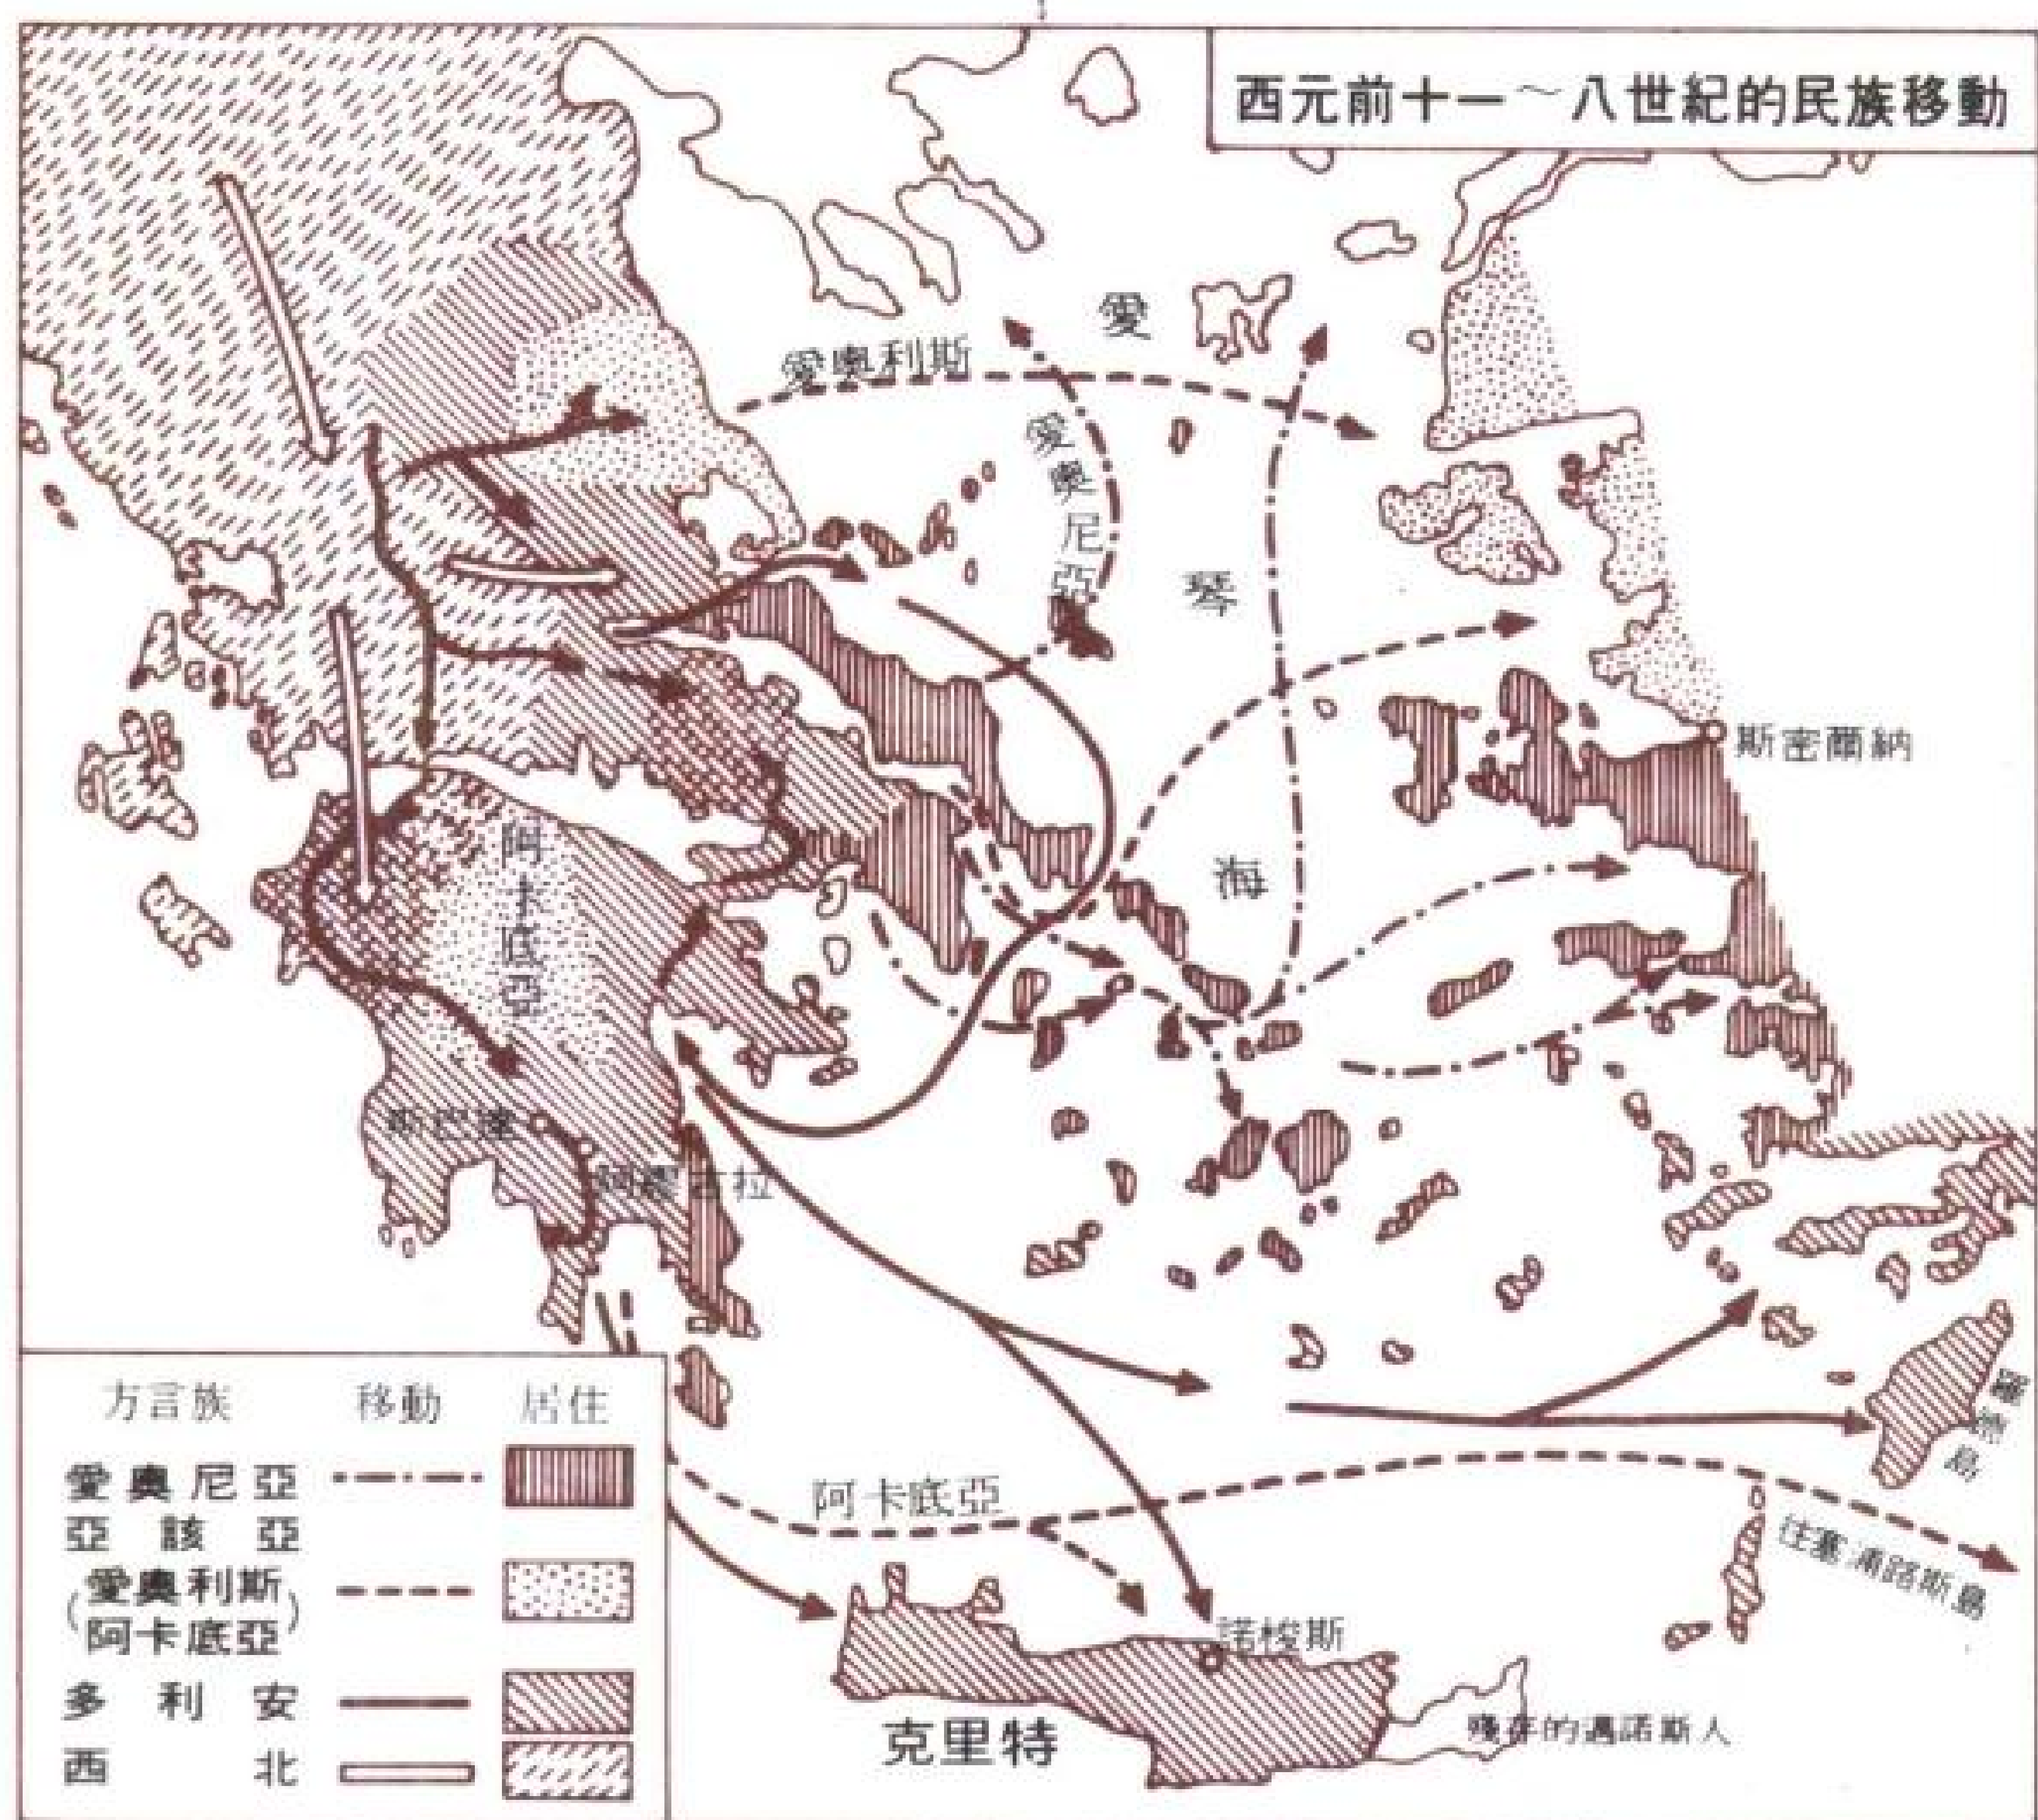 西元前十一～八世紀的民族移動
愛琴海
愛奧利斯
愛奧尼亞
斯密爾納
阿卡底亞
斯巴達
阿卡底亞
往塞浦路斯島
諾梭斯
克里特
殘存的邁諾斯人
方言族 移動 居住
愛奧尼亞
亞該亞
(愛奧利斯
阿卡底亞)
多利安
西北